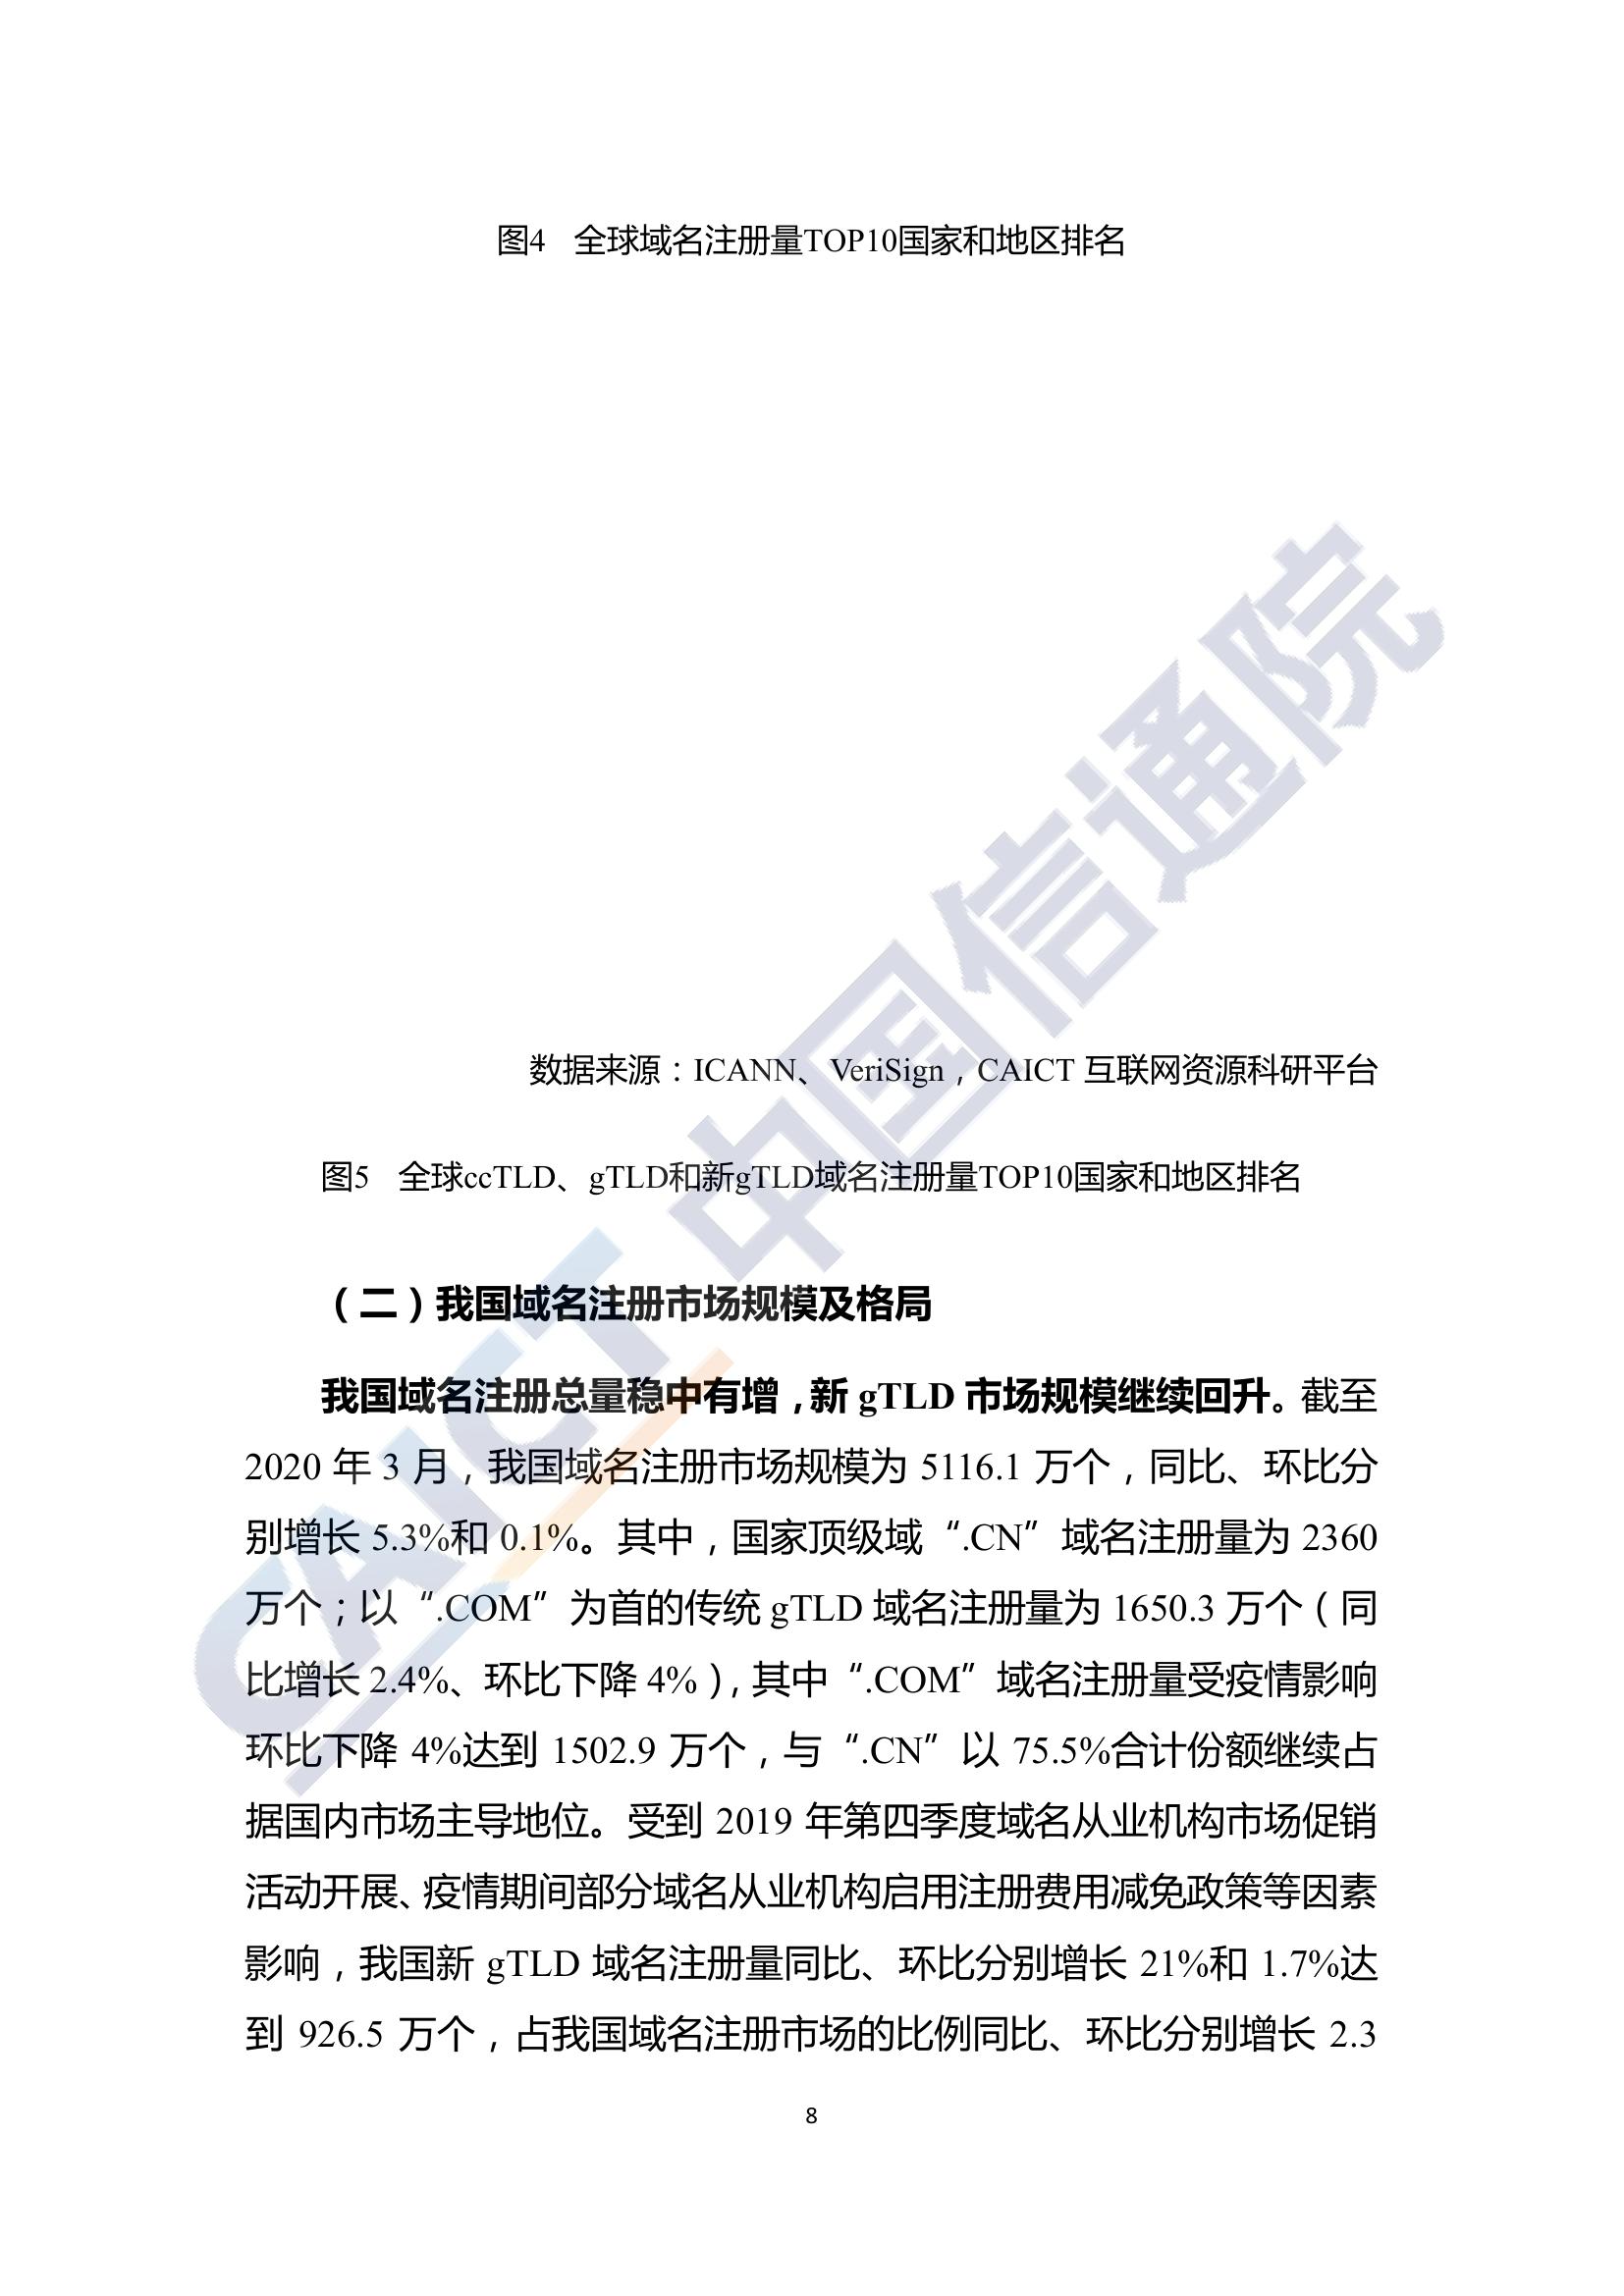 图4 全球域名注册量TOP10国家和地区排名
数据来源：ICANN、VeriSign，CAICT 互联网资源科研平台
图5 全球ccTLD、gTLD和新gTLD域名注册量TOP10国家和地区排名
（二）我国域名注册市场规模及格局
我国域名注册总量稳中有增，新 gTLD 市场规模继续回升。截至
2020 年 3 月，我国域名注册市场规模为 5116.1 万个，同比、环比分
别增长 5.3%和 0.1%。其中，国家顶级域“.CN”域名注册量为 2360
万个；以“.COM”为首的传统 gTLD 域名注册量为 1650.3 万个（同
比增长 2.4%、环比下降 4%），其中“.COM”域名注册量受疫情影响
环比下降 4%达到 1502.9 万个，与“.CN”以 75.5%合计份额继续占
据国内市场主导地位。受到 2019 年第四季度域名从业机构市场促销
活动开展、疫情期间部分域名从业机构启用注册费用减免政策等因素
影响，我国新 gTLD 域名注册量同比、环比分别增长 21%和 1.7%达
到 926.5 万个，占我国域名注册市场的比例同比、环比分别增长 2.3
8
CAICT 中国信通院